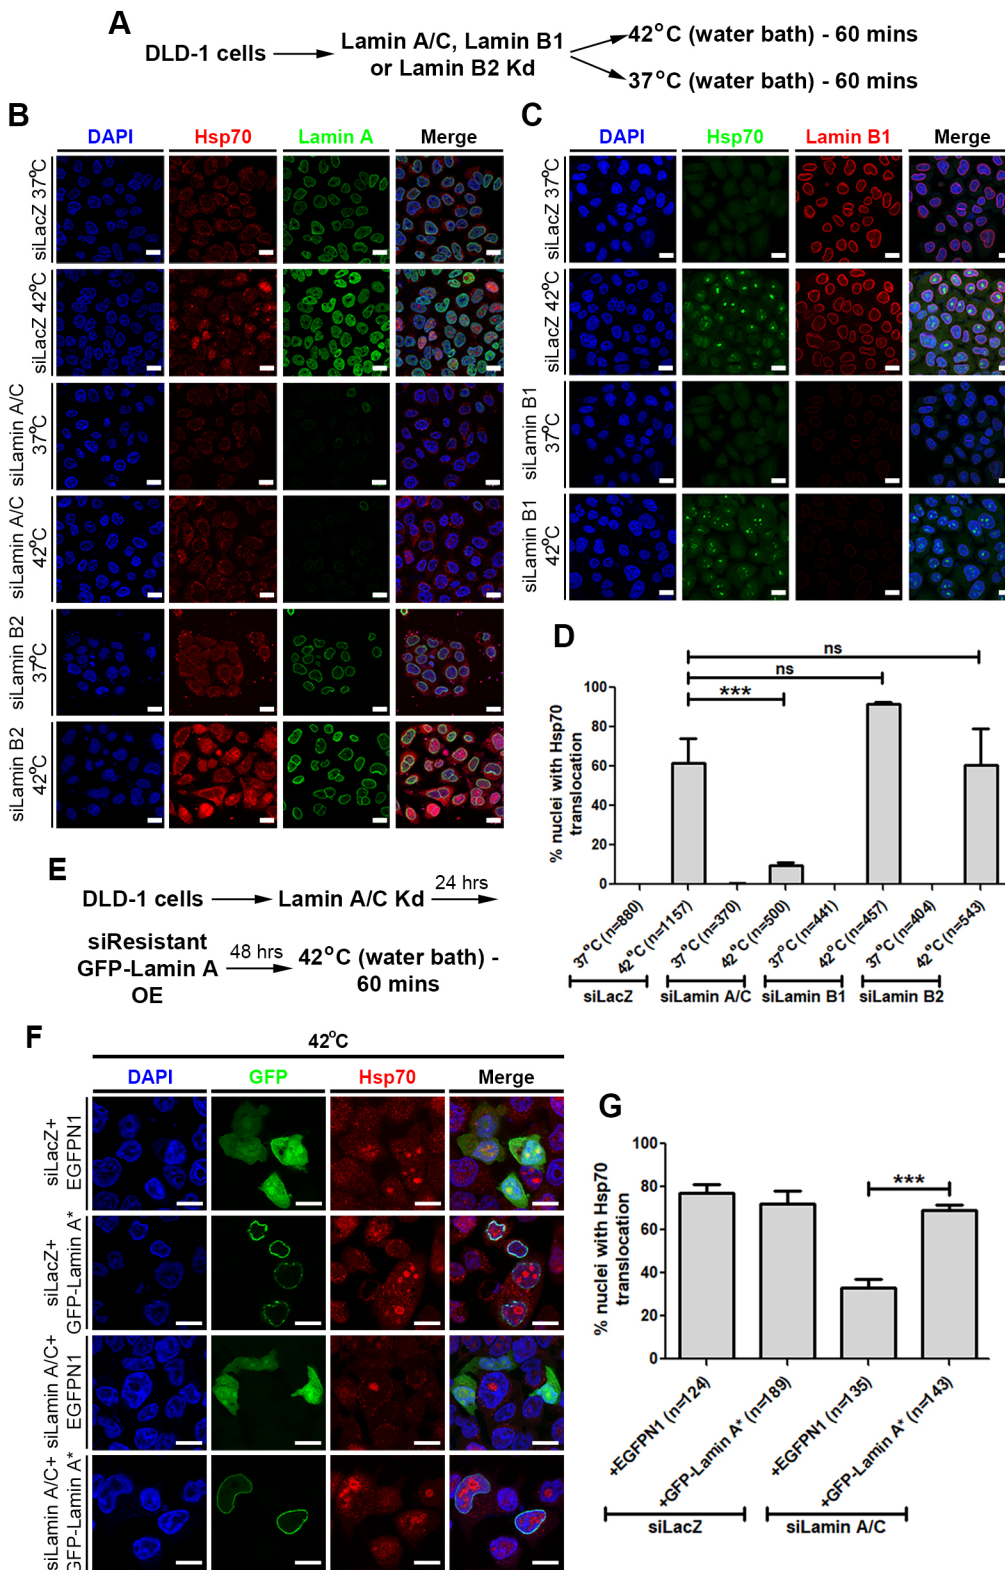 A
DLD-1 cells
Lamin A/C, Lamin B1
or Lamin B2 Kd
42°C (water bath) - 60 mins
37°C (water bath) - 60 mins
B
DAPI Hsp70 Lamin A Merge
siLacZ 37°C
siLacZ 42°C
siLamin A/C
37°C
siLamin A/C
42°C
siLamin B2
37°C
siLamin B2
42°C
C
DAPI Hsp70 Lamin B1 Merge
siLacZ 37°C
siLacZ 42°C
siLamin B1
37°C
siLamin B1
42°C
D
ns
ns
***
% nuclei with Hsp70
translocation
100
80
60
40
20
0
37°C (n=880)
42°C (n=1157)
37°C (n=370)
42°C (n=500)
37°C (n=441)
42°C (n=457)
37°C (n=404)
42°C (n=543)
siLacZ siLamin A/C siLamin B1 siLamin B2
E
DLD-1 cells Lamin A/C Kd 24 hrs
siResistant
GFP-Lamin A
OE
48 hrs
42°C (water bath) -
60 mins
F
42°C
DAPI GFP Hsp70 Merge
siLacZ+
EGFPN1
siLacZ+
GFP-Lamin A*
siLamin A/C+
EGFPN1
siLamin A/C+
GFP-Lamin A*
G
% nuclei with Hsp70
translocation
100
80
60
40
20
0
***
+EGFPN1 (n=124)
+GFP-Lamin A* (n=189)
+EGFPN1 (n=135)
+GFP-Lamin A* (n=143)
siLacZ siLamin A/C